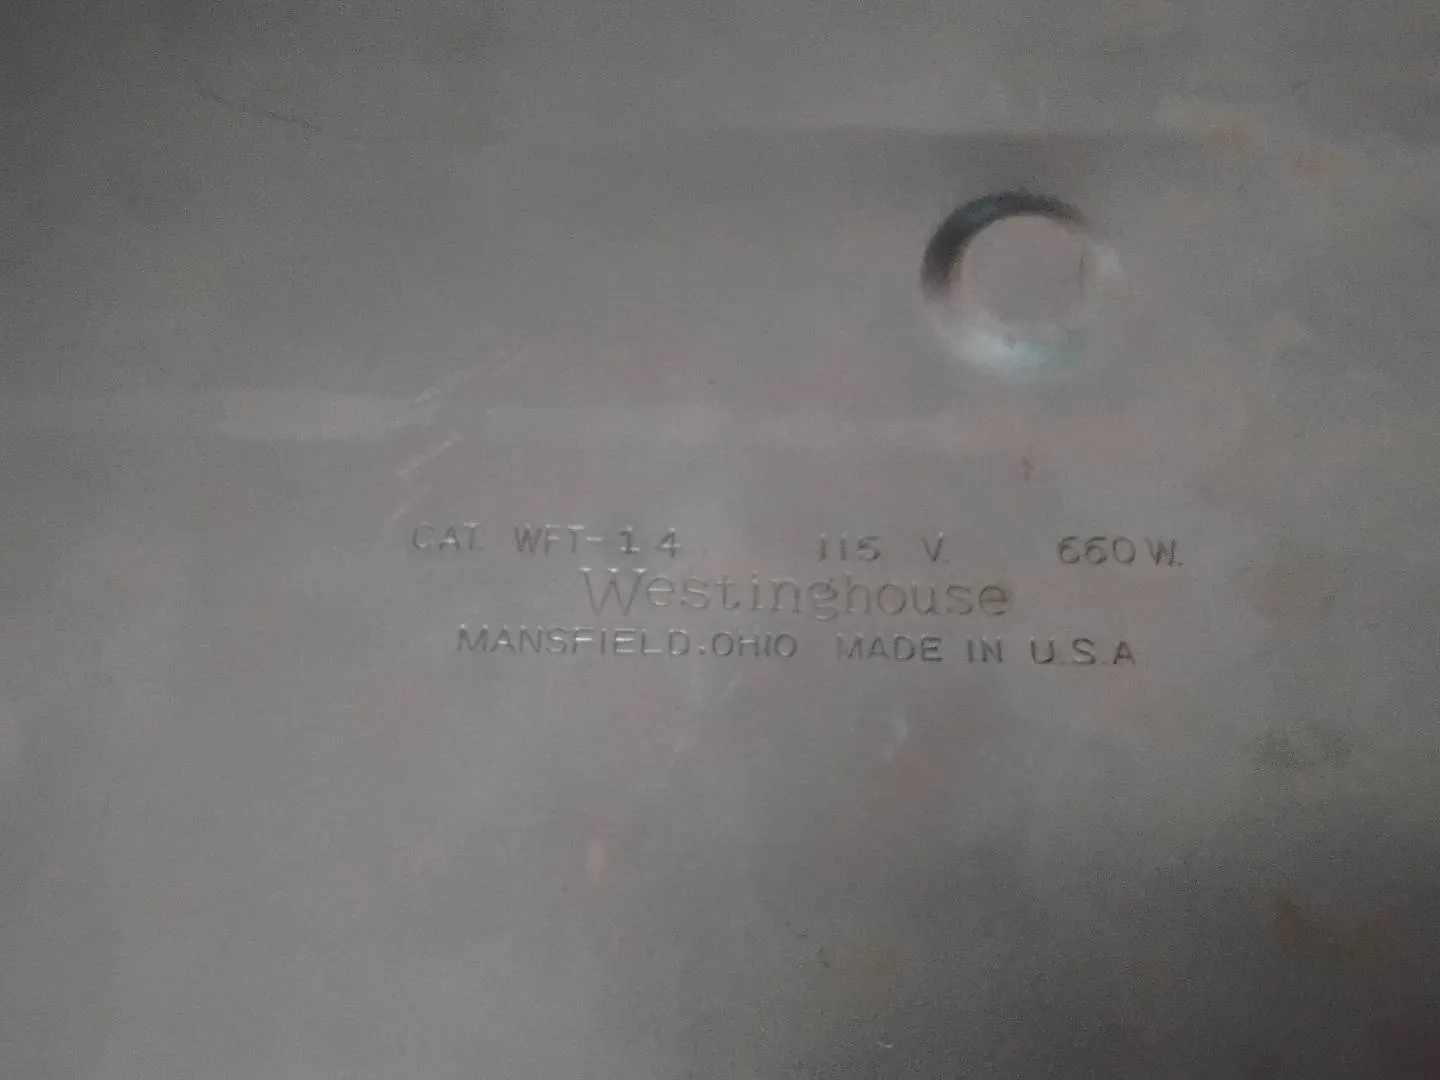 CAT. WFT-14 115 V. 660 W.
Westinghouse
MANSFIELD, OHIO MADE IN U.S.A